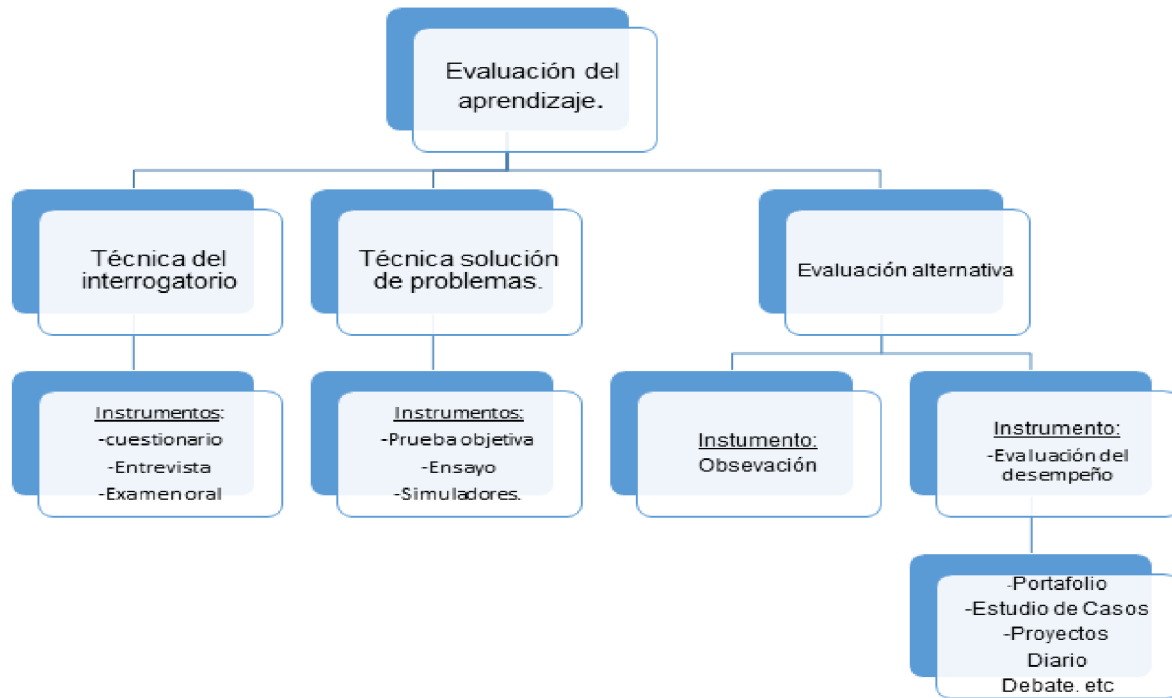 Evaluación del
aprendizaje.
Técnica del
interrogatorio
Técnica solución
de problemas.
Evaluación alternativa
Instrumentos:
-cuestionario
-Entrevista
-Examen oral
Instrumentos:
-Prueba objetiva
-Ensayo
-Simuladores.
Instumento:
Obsevación
Instrumento:
-Evaluación del
desempeño
-Portafolio
-Estudio de Casos
-Proyectos
Diario
Debate. etc